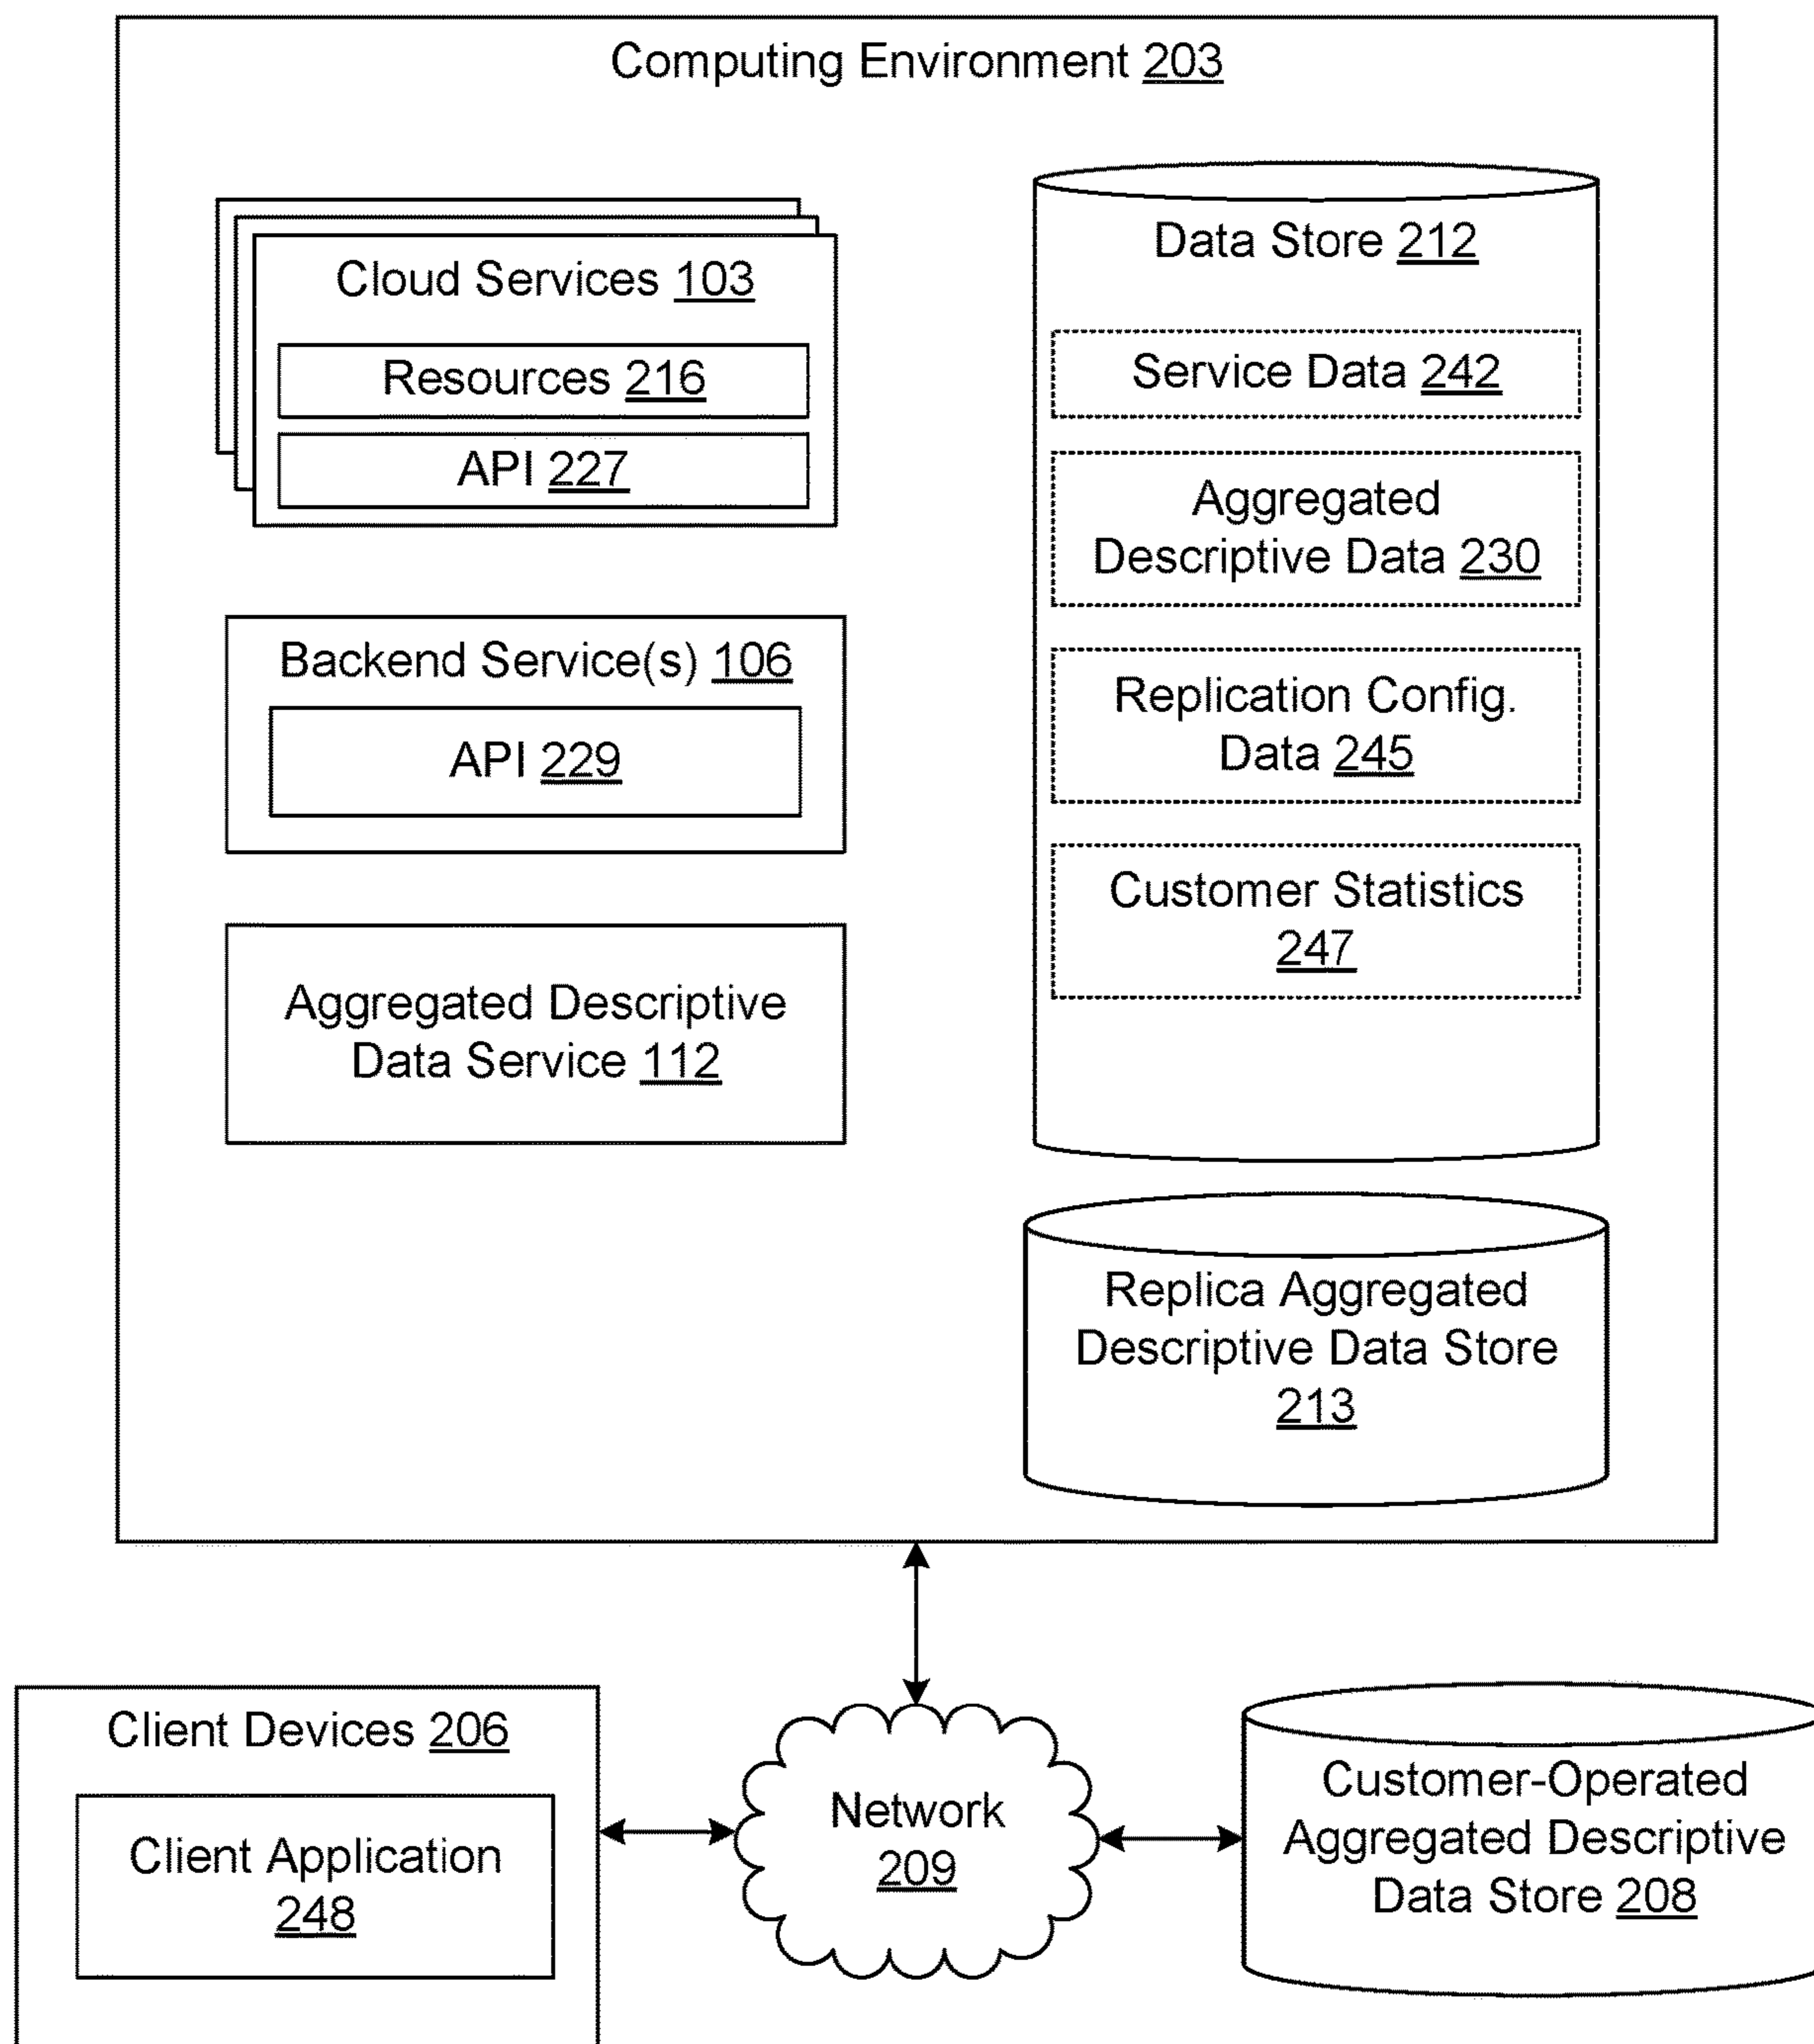 Computing Environment 203
Cloud Services 103
Resources 216
API 227
Backend Service(s) 106
API 229
Aggregated Descriptive
Data Service 112
Data Store 212
Service Data 242
Aggregated
Descriptive Data 230
Replication Config.
Data 245
Customer Statistics
247
Replica Aggregated
Descriptive Data Store
213
Client Devices 206
Client Application
248
Network
209
Customer-Operated
Aggregated Descriptive
Data Store 208